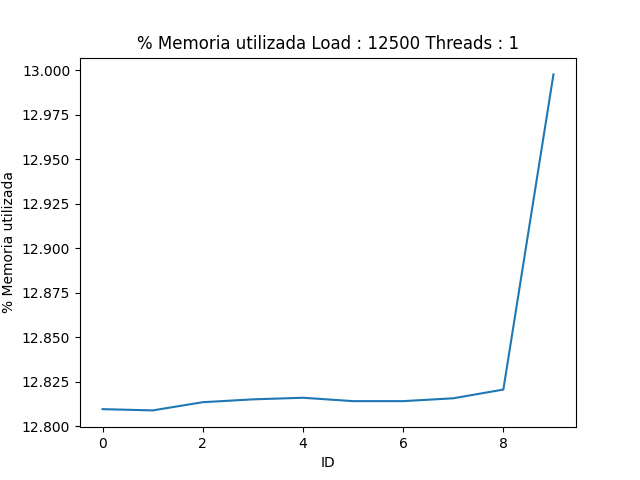 % Memoria utilizada Load : 12500 Threads : 1
13.000
12.975
12.950
12.925
12.900
12.875
12.850
12.825
12.800
% Memoria utilizada
0 2 4 6 8
ID